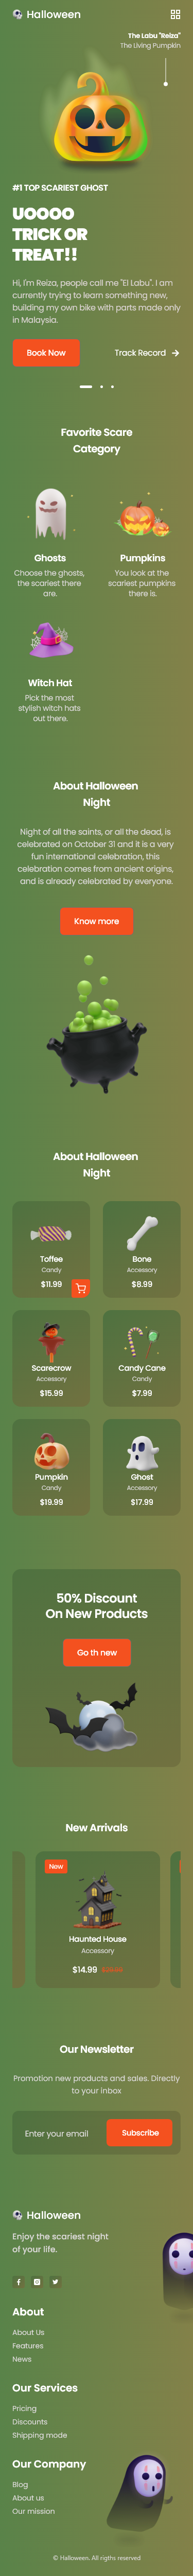 Halloween
The Labu "Reiza"
The Living Pumpkin
#1 TOP SCARIEST GHOST
UOOOO
TRICK OR
TREAT!!
Hi, I'm Reiza, people call me "El Labu". I am
currently trying to learn something new,
building my own bike with parts made only
in Malaysia.
Book Now
Track Record
Favorite Scare
Category
Ghosts
Choose the ghosts,
the scariest there
are.
Pumpkins
You look at the
scariest pumpkins
there is.
Witch Hat
Pick the most
stylish witch hats
out there.
About Halloween
Night
Night of all the saints, or all the dead, is
celebrated on October 31 and it is a very
fun international celebration, this
celebration comes from ancient origins,
and is already celebrated by everyone.
Know more
About Halloween
Night
Toffee
Candy
$11.99
Bone
Accessory
$8.99
Scarecrow
Accessory
$15.99
Candy Cane
Candy
$7.99
Pumpkin
Candy
$19.99
Ghost
Accessory
$17.99
50% Discount
On New Products
Go th new
New Arrivals
New
Haunted House
Accessory
$14.99
Our Newsletter
Promotion new products and sales. Directly
to your inbox
Enter your email
Subscribe
Halloween
Enjoy the scariest night
of your life.
About
About Us
Features
News
Our Services
Pricing
Discounts
Shipping mode
Our Company
Blog
About us
Our mission
© Halloween. All rigths reserved